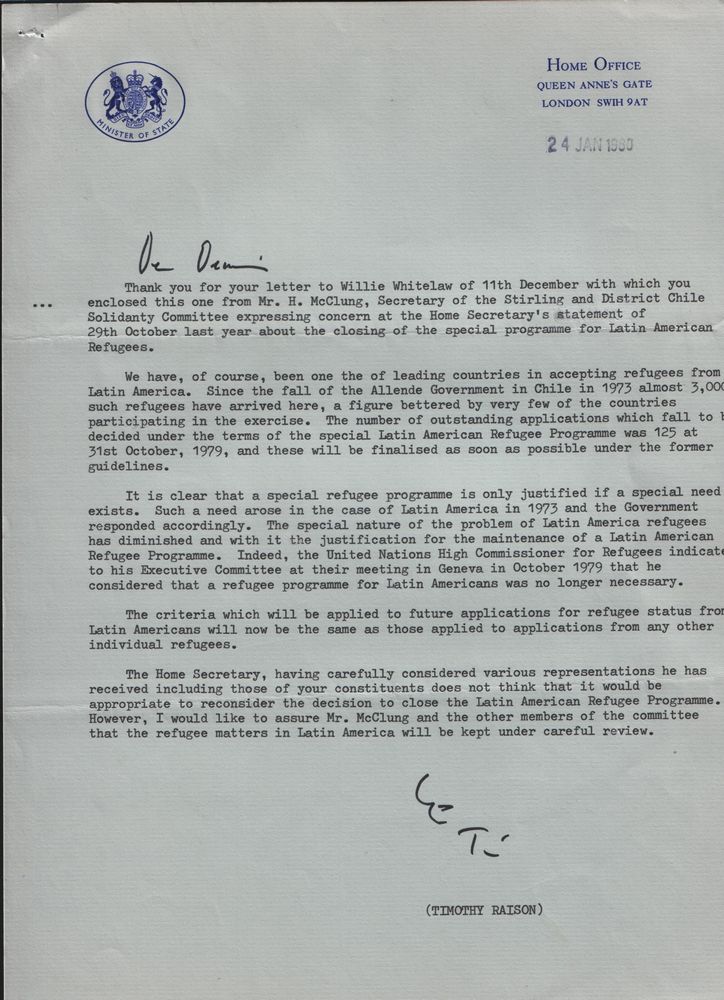 MINISTER OF STATE
HOME OFFICE
QUEEN ANNE'S GATE
LONDON SWIH 9AT
24 JAN 1980
Thank you for your letter to Willie Whitelaw of 11th December with which you
... enclosed this one from Mr. H. McClung, Secretary of the Stirling and District Chile
Solidanty Committee expressing concern at the Home Secretary's statement of
29th October last year about the closing of the special programme for Latin American
Refugees.
We have, of course, been one the of leading countries in accepting refugees from
Latin America. Since the fall of the Allende Government in Chile in 1973 almost 3,000
such refugees have arrived here, a figure bettered by very few of the countries
participating in the exercise. The number of outstanding applications which fall to
decided under the terms of the special Latin American Refugee Programme was 125 at
31st October, 1979, and these will be finalised as soon as possible under the former
guidelines.
It is clear that a special refugee programme is only justified if a special need
exists. Such a need arose in the case of Latin America in 1973 and the Government
responded accordingly. The special nature of the problem of Latin America refugees
has diminished and with it the justification for the maintenance of a Latin American
Refugee Programme. Indeed, the United Nations High Commissioner for Refugees indicate
to his Executive Committee at their meeting in Geneva in October 1979 that he
considered that a refugee programme for Latin Americans was no longer necessary.
The criteria which will be applied to future applications for refugee status from
Latin Americans will now be the same as those applied to applications from any other
individual refugees.
The Home Secretary, having carefully considered various representations he has
received including those of your constituents does not think that it would be
appropriate to reconsider the decision to close the Latin American Refugee Programme.
However, I would like to assure Mr. McClung and the other members of the committee
that the refugee matters in Latin America will be kept under careful review.
(TIMOTHY RAISON)